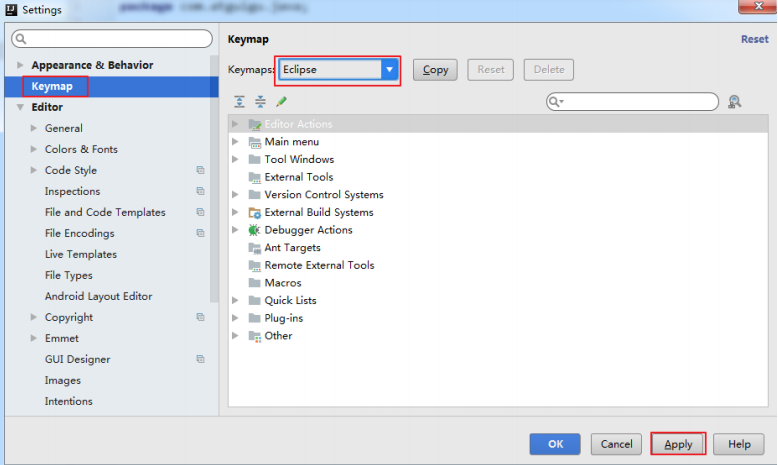 Settings
package com.atguigu.java;
Keymap
Reset
Appearance & Behavior
Keymap
Editor
General
Colors & Fonts
Code Style
Inspections
File and Code Templates
File Encodings
Live Templates
File Types
Android Layout Editor
Copyright
Emmet
GUI Designer
Images
Intentions
Keymaps: Eclipse Copy Reset Delete
Editor Actions
Main menu
Tool Windows
External Tools
Version Control Systems
External Build Systems
Debugger Actions
Ant Targets
Remote External Tools
Macros
Quick Lists
Plug-ins
Other
OK Cancel Apply Help